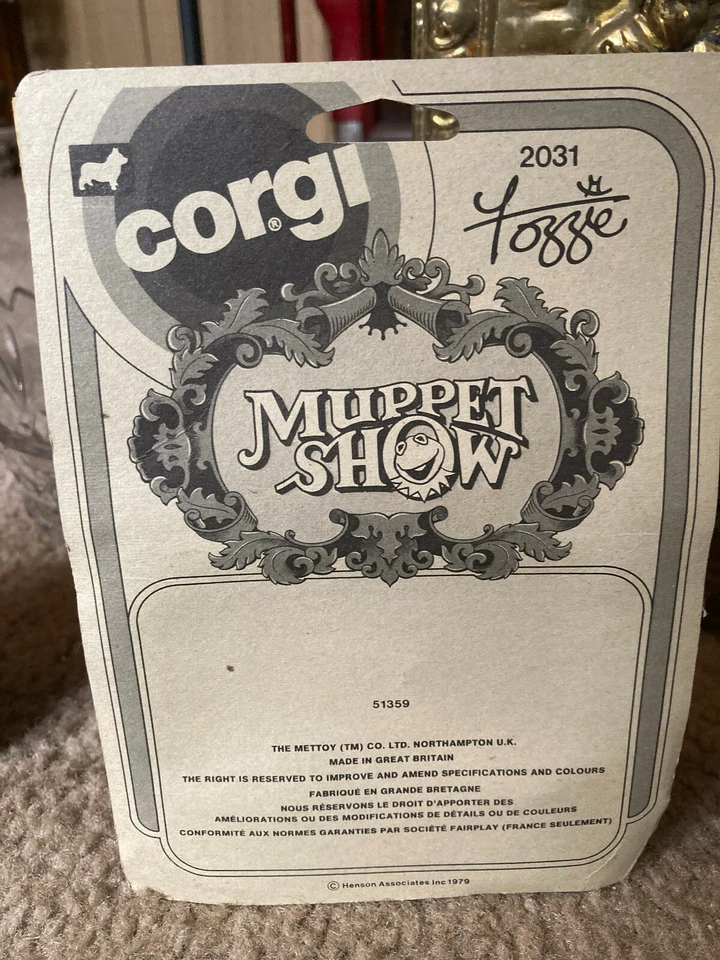 corgi®
2031
Fozzie
MUPPET
SHOW
51359
THE METTOY (TM) CO. LTD. NORTHAMPTON U.K.
MADE IN GREAT BRITAIN
THE RIGHT IS RESERVED TO IMPROVE AND AMEND SPECIFICATIONS AND COLOURS
FABRIQUÉ EN GRANDE BRETAGNE
NOUS RÉSERVONS LE DROIT D'APPORTER DES
AMÉLIORATIONS OU DES MODIFICATIONS DE DÉTAILS OU DE COULEURS
CONFORMITÉ AUX NORMES GARANTIES PAR SOCIÉTÉ FAIRPLAY (FRANCE SEULEMENT)
© Henson Associates Inc 1979